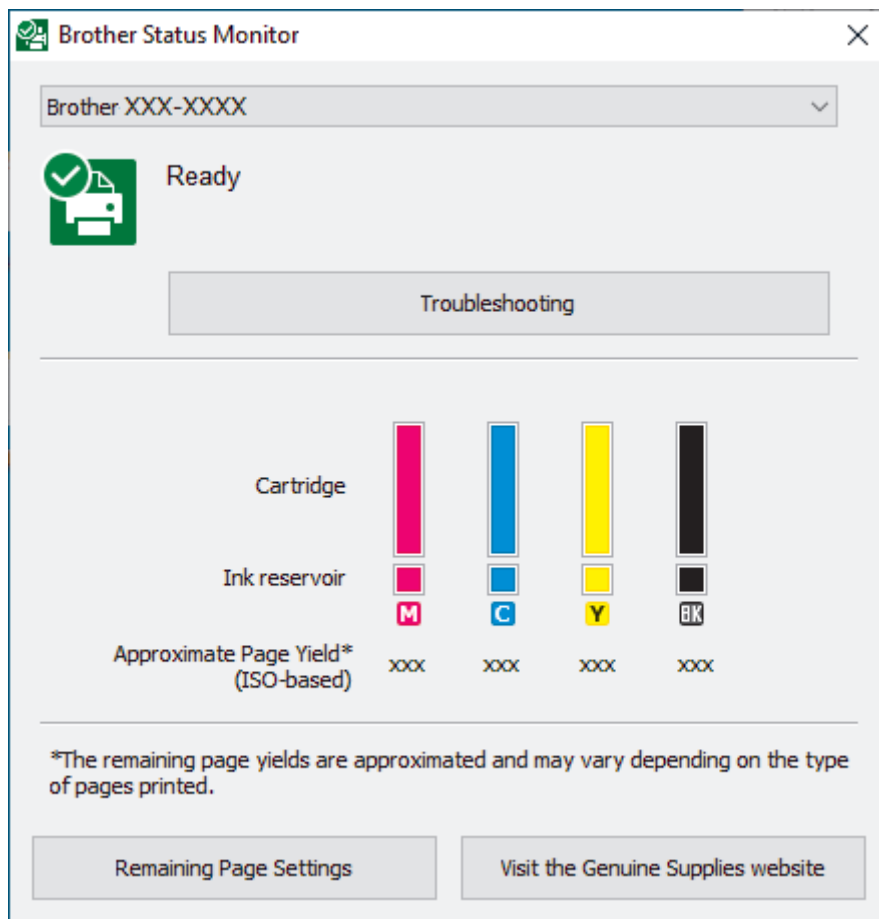 Brother Status Monitor
Brother XXX-XXXX
Ready
Troubleshooting
Cartridge
Ink reservoir
M C Y BK
Approximate Page Yield* xxx xxx xxx xxx
(ISO-based)
*The remaining page yields are approximated and may vary depending on the type
of pages printed.
Remaining Page Settings Visit the Genuine Supplies website